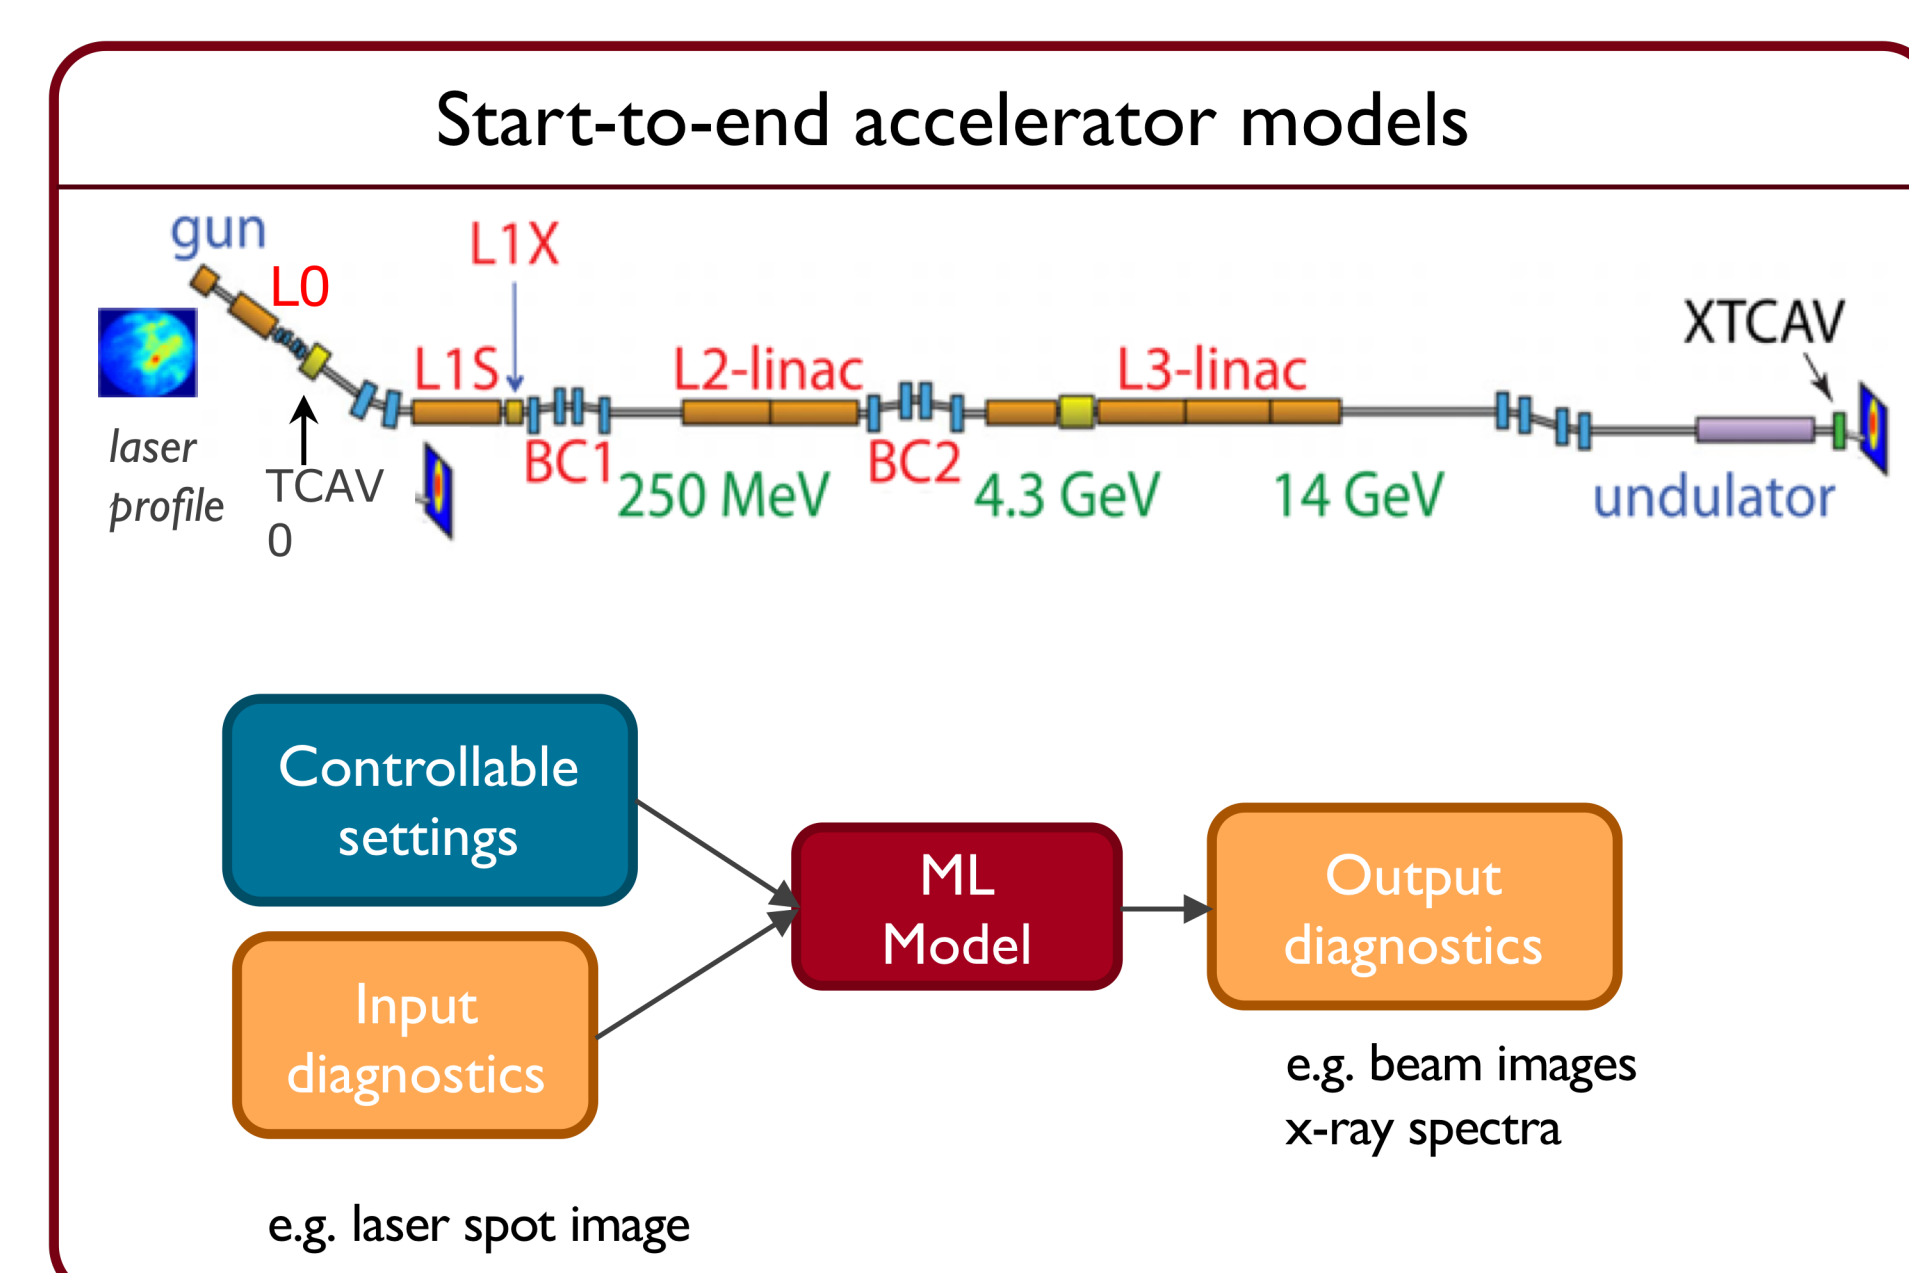 Start-to-end accelerator models
gun
L0
L1X
XTCAV
L1S
L2-linac
L3-linac
laser
profile
TCAV
0
BC1
250 MeV
BC2
4.3 GeV
14 GeV
undulator
Controllable
settings
ML
Model
Output
diagnostics
Input
diagnostics
e.g. beam images
x-ray spectra
e.g. laser spot image